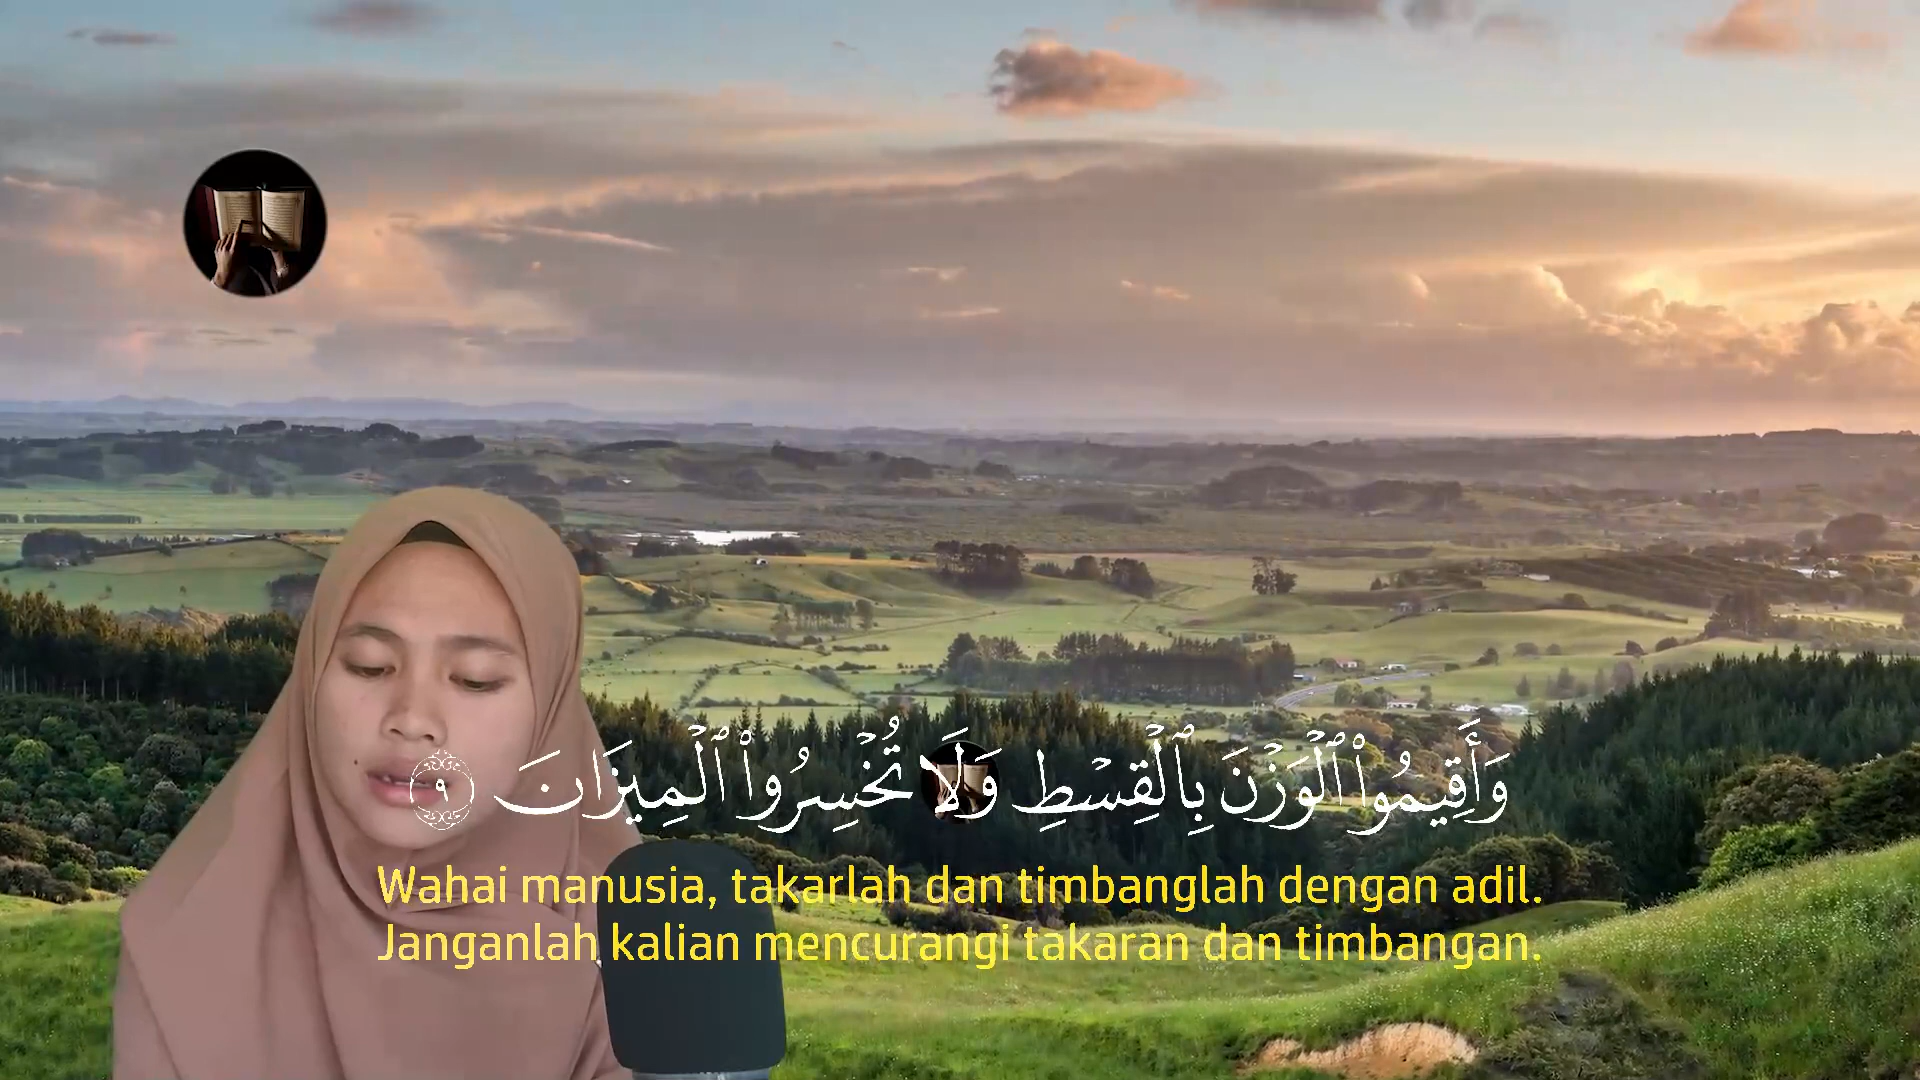 وَأَقِيمُوا۟ ٱلْوَزْنَ بِٱلْقِسْطِ وَلَا تُخْسِرُوا۟ ٱلْمِيزَانَ ٩
Wahai manusia, takarlah dan timbanglah dengan adil.
Janganlah kalian mencurangi takaran dan timbangan.